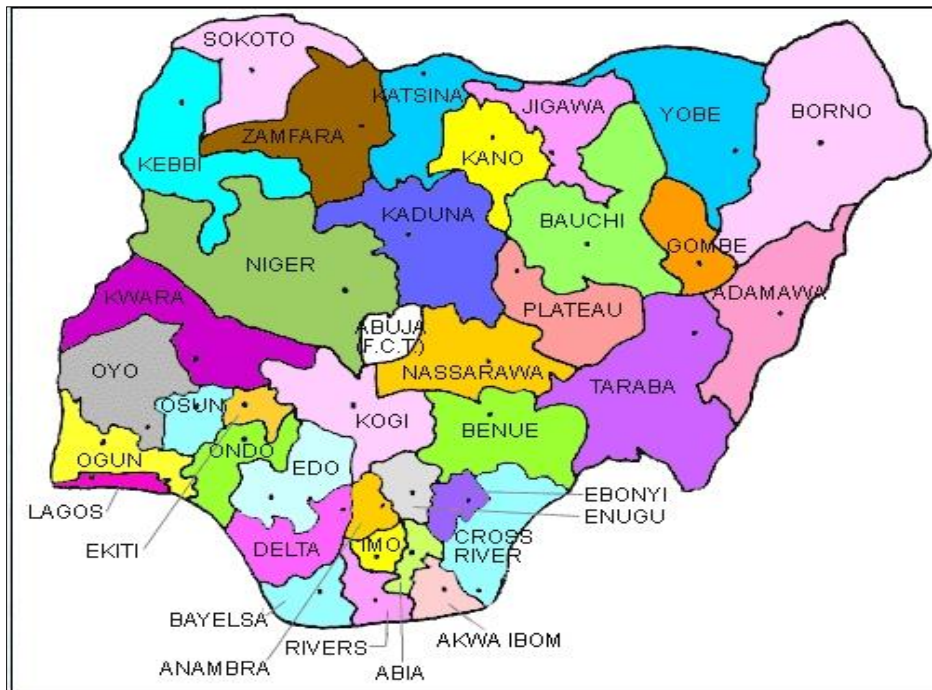 SOKOTO
KATSINA
JIGAWA
YOBE
BORNO
ZAMFARA
KANO
KEBBI
KADUNA
BAUCHI
GOMBE
NIGER
ADAMAWA
KWARA
PLATEAU
ABUJA
(F.C.T.)
NASSARAWA
OYO
TARABA
OSUN
KOGI
BENUE
ONDO
OGUN
EDO
EBONYI
LAGOS
ENUGU
EKITI
DELTA
IMO
CROSS
RIVER
BAYELSA
RIVERS
AKWA IBOM
ANAMBRA
ABIA